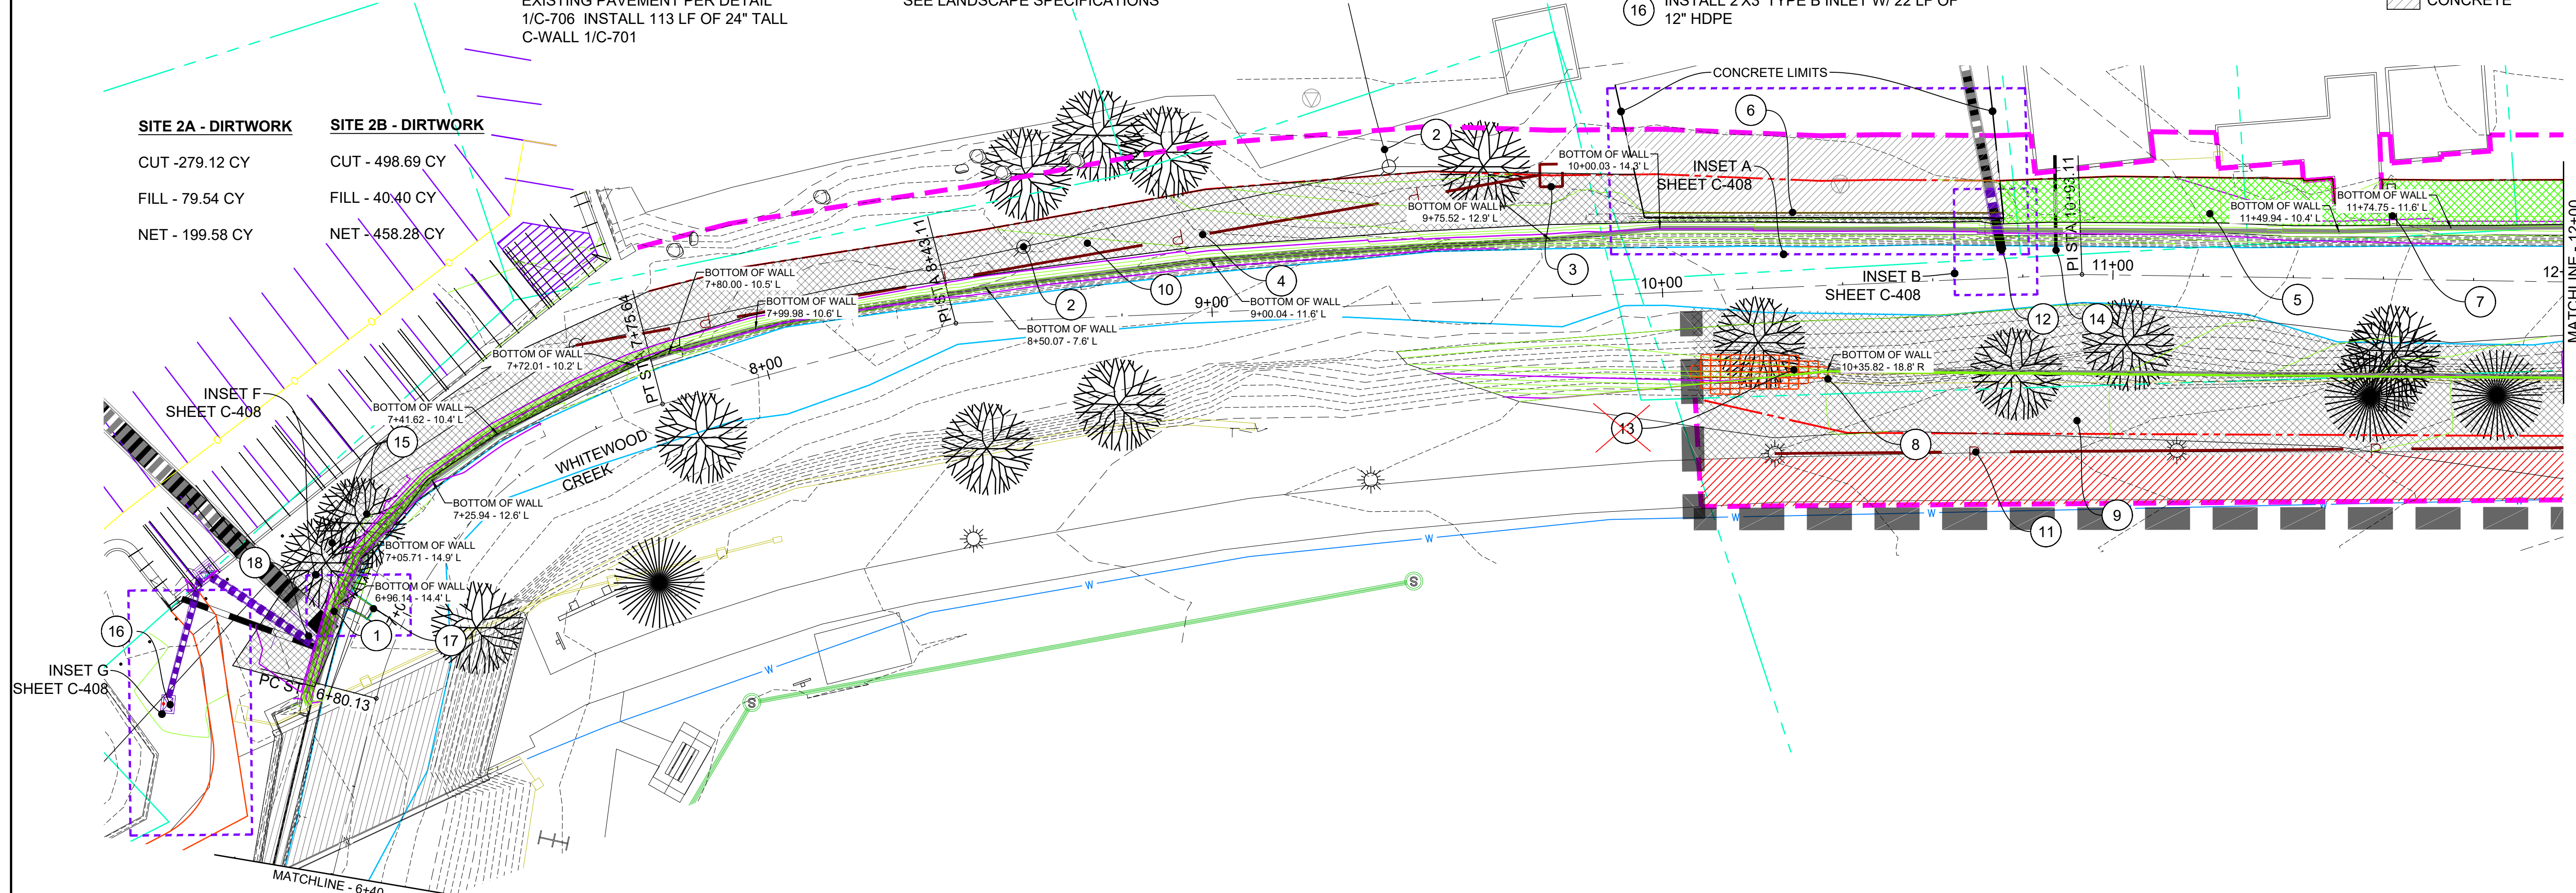 EXISTING PAVEMENT PER DETAIL
1/C-706 INSTALL 113 LF OF 24" TALL
C-WALL 1/C-701
SEE LANDSCAPE SPECIFICATIONS
16
INSTALL 2'X3' TYPE B INLET W/ 22 LF OF
12" HDPE
CONCRETE
SITE 2A - DIRTWORK
CUT -279.12 CY
FILL - 79.54 CY
NET - 199.58 CY
SITE 2B - DIRTWORK
CUT - 498.69 CY
FILL - 40.40 CY
NET - 458.28 CY
CONCRETE LIMITS
6
2
BOTTOM OF WALL
10+00.03 - 14.3' L
INSET A
SHEET C-408
BOTTOM OF WALL
9+75.52 - 12.9' L
PI STA 10+93.11
BOTTOM OF WALL
11+74.75 - 11.6' L
BOTTOM OF WALL
11+49.94 - 10.4' L
MATCHLINE - 12+00
PI STA 8+43.11
BOTTOM OF WALL
7+80.00 - 10.5' L
BOTTOM OF WALL
7+99.98 - 10.6' L
2
10
4
3
9+00
BOTTOM OF WALL
9+00.04 - 11.6' L
BOTTOM OF WALL
8+50.07 - 7.6' L
10+00
INSET B
SHEET C-408
11+00
12+
12
14
5
7
PT STA 7+75.64
BOTTOM OF WALL
7+72.01 - 10.2' L
8+00
BOTTOM OF WALL
10+35.82 - 18.8' R
INSET F
SHEET C-408
BOTTOM OF WALL
7+41.62 - 10.4' L
15
13
8
WHITEWOOD
CREEK
BOTTOM OF WALL
7+25.94 - 12.6' L
W
W
W
W
9
11
BOTTOM OF WALL
7+05.71 - 14.9' L
18
BOTTOM OF WALL
6+96.14 - 14.4' L
S
W
16
1
17
INSET G
SHEET C-408
PC ST
6+80.13
W
S
MATCHLINE - 6+40